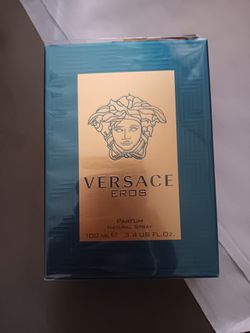 VERSACE
EROS
PARFUM
NATURAL SPRAY
100 ML ℮ 3.4 US FL.OZ.